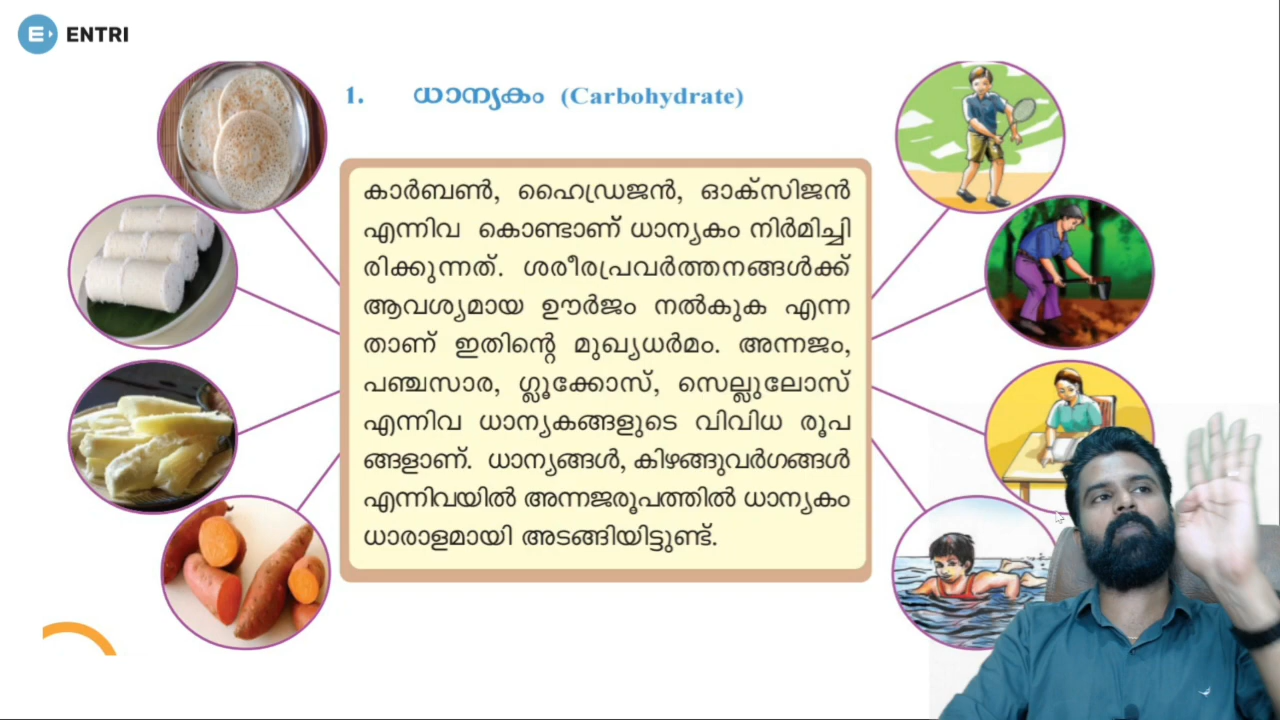 ENTRI
1. ധാന്യകം (Carbohydrate)
കാർബൺ, ഹൈഡ്രജൻ, ഓക്സിജൻ
എന്നിവ കൊണ്ടാണ് ധാന്യകം നിർമിച്ചി
രിക്കുന്നത്. ശരീരപ്രവർത്തനങ്ങൾക്ക്
ആവശ്യമായ ഊർജം നൽകുക എന്ന
താണ് ഇതിന്റെ മുഖ്യധർമം. അന്നജം,
പഞ്ചസാര, ഗ്ലൂക്കോസ്, സെല്ലുലോസ്
എന്നിവ ധാന്യകങ്ങളുടെ വിവിധ രൂപ
ങ്ങളാണ്. ധാന്യങ്ങൾ, കിഴങ്ങുവർഗങ്ങൾ
എന്നിവയിൽ അന്നജരൂപത്തിൽ ധാന്യകം
ധാരാളമായി അടങ്ങിയിട്ടുണ്ട്.